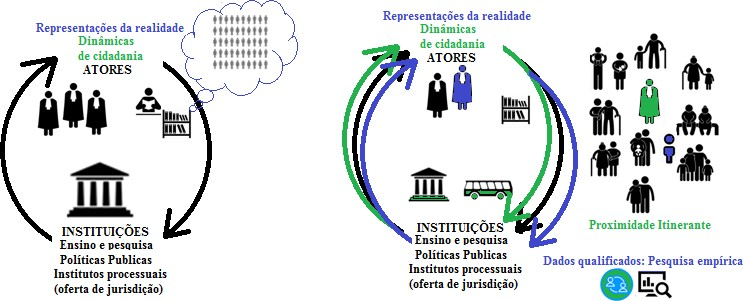 Representações da realidade
Dinâmicas
de cidadania
ATORES
INSTITUIÇÕES
Ensino e pesquisa
Políticas Publicas
Institutos processuais
(oferta de jurisdição)
Representações da realidade
Dinâmicas
de cidadania
ATORES
INSTITUIÇÕES
Ensino e pesquisa
Políticas Publicas
Institutos processuais
(oferta de jurisdição)
Proximidade Itinerante
Dados qualificados: Pesquisa empírica